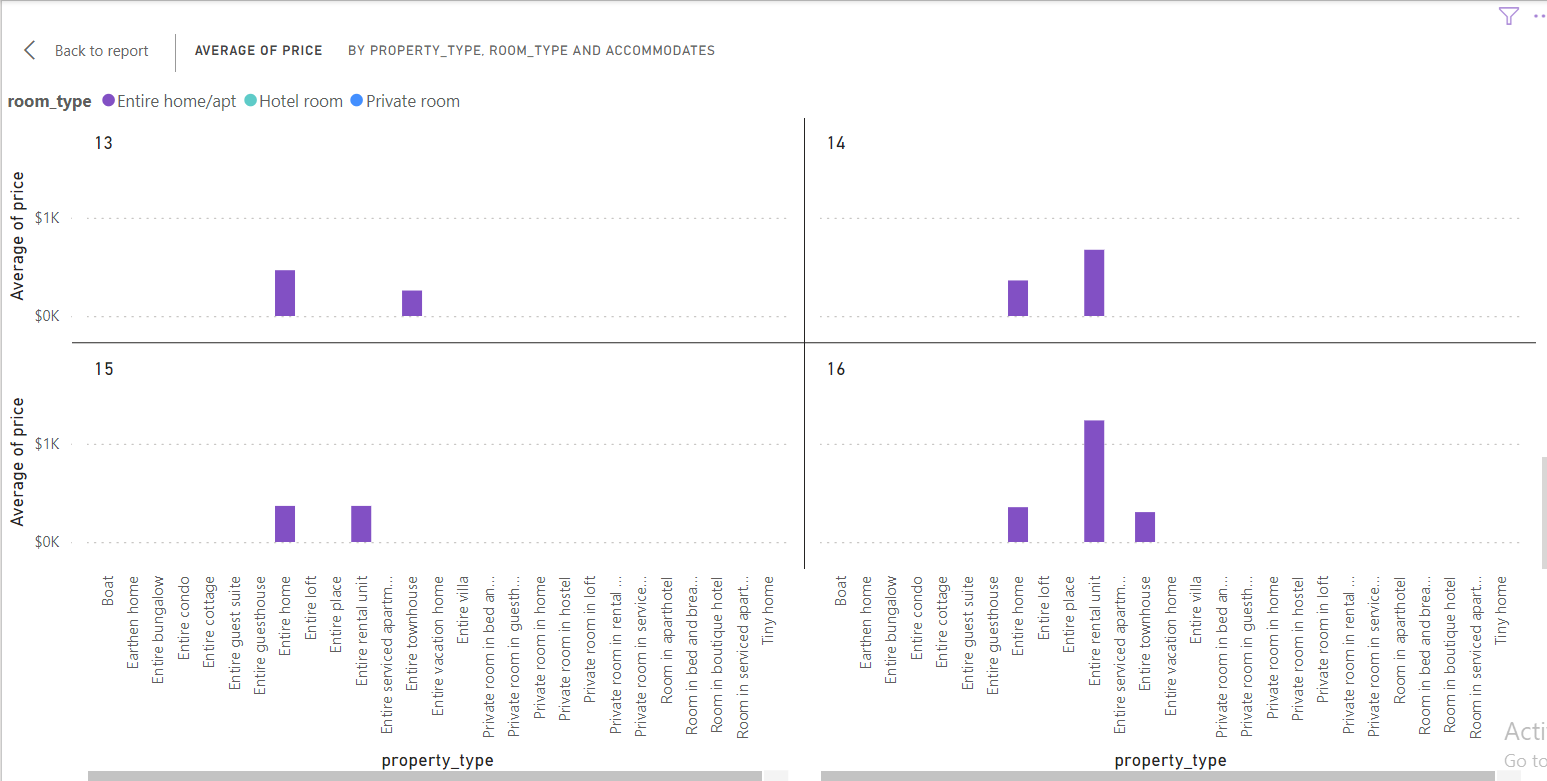 Back to report
AVERAGE OF PRICE
BY PROPERTY_TYPE, ROOM_TYPE AND ACCOMMODATES
room_type Entire home/apt Hotel room Private room
13
14
Average of price
$1K
$0K
15
16
Average of price
$1K
$0K
Boat
Earthen home
Entire bungalow
Entire condo
Entire cottage
Entire guest suite
Entire guesthouse
Entire home
Entire loft
Entire place
Entire rental unit
Entire serviced apartm...
Entire townhouse
Entire vacation home
Entire villa
Private room in bed an...
Private room in guesth...
Private room in home
Private room in hostel
Private room in loft
Private room in rental ...
Private room in service...
Room in aparthotel
Room in bed and brea...
Room in boutique hotel
Room in serviced apart...
Tiny home
Boat
Earthen home
Entire bungalow
Entire condo
Entire cottage
Entire guest suite
Entire guesthouse
Entire home
Entire loft
Entire place
Entire rental unit
Entire serviced apartm...
Entire townhouse
Entire vacation home
Entire villa
Private room in bed an...
Private room in guesth...
Private room in home
Private room in hostel
Private room in loft
Private room in rental ...
Private room in service...
Room in aparthotel
Room in bed and brea...
Room in boutique hotel
Room in serviced apart...
Tiny home
property_type
property_type
Acti
Go to